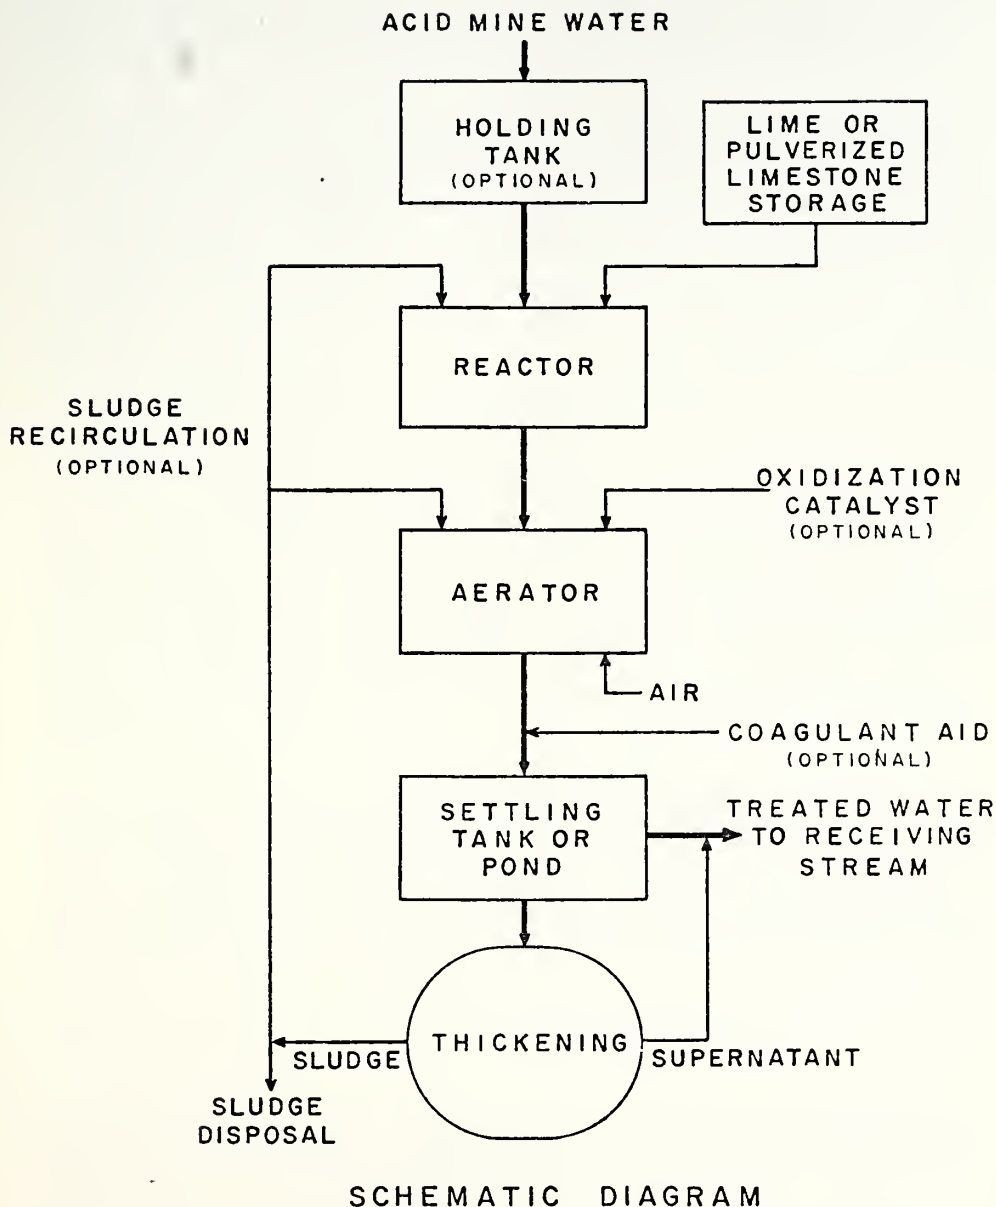 ACID MINE WATER
HOLDING
TANK
(OPTIONAL)
LIME OR
PULVERIZED
LIMESTONE
STORAGE
REACTOR
SLUDGE
RECIRCULATION
(OPTIONAL)
OXIDIZATION
CATALYST
(OPTIONAL)
AERATOR
AIR
COAGULANT AID
(OPTIONAL)
SETTLING
TANK OR
POND
TREATED WATER
TO RECEIVING
STREAM
THICKENING
SLUDGE
SUPERNATANT
SLUDGE
DISPOSAL
SCHEMATIC DIAGRAM